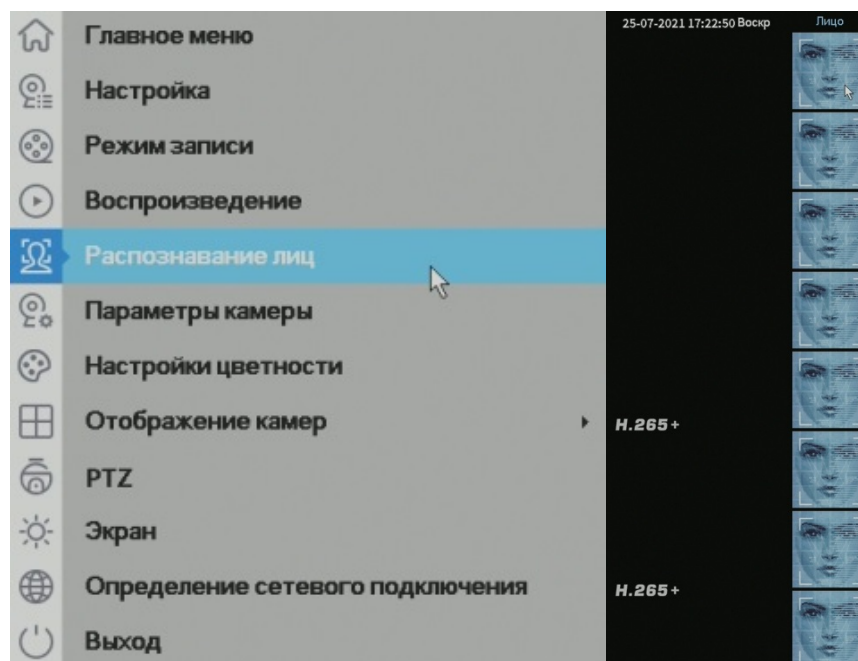 Главное меню
Настройка
Режим записи
Воспроизведение
Распознавание лиц
Параметры камеры
Настройки цветности
Отображение камер
PTZ
Экран
Определение сетевого подключения
Выход
25-07-2021 17:22:50 Воскр
Лицо
H.265+
H.265+